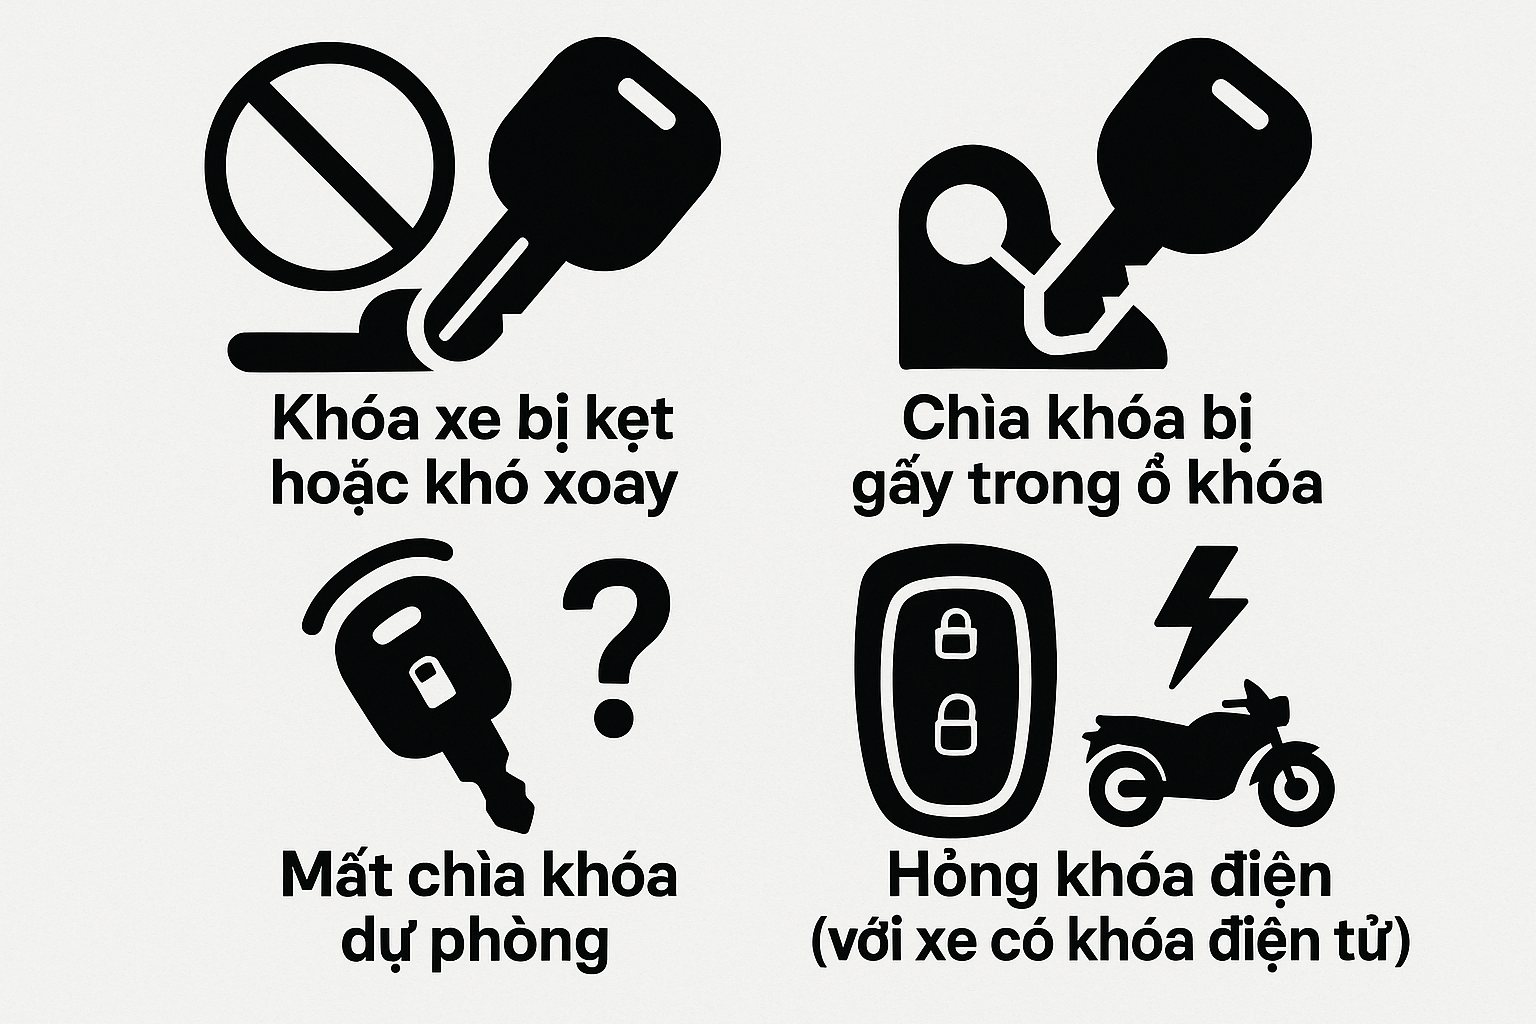 Khóa xe bị kẹt
hoặc khó xoay
Chìa khóa bị
gấy trong ổ khóa
Mất chìa khóa
dự phòng
Hỏng khóa điện
(với xe có khóa điện tử)